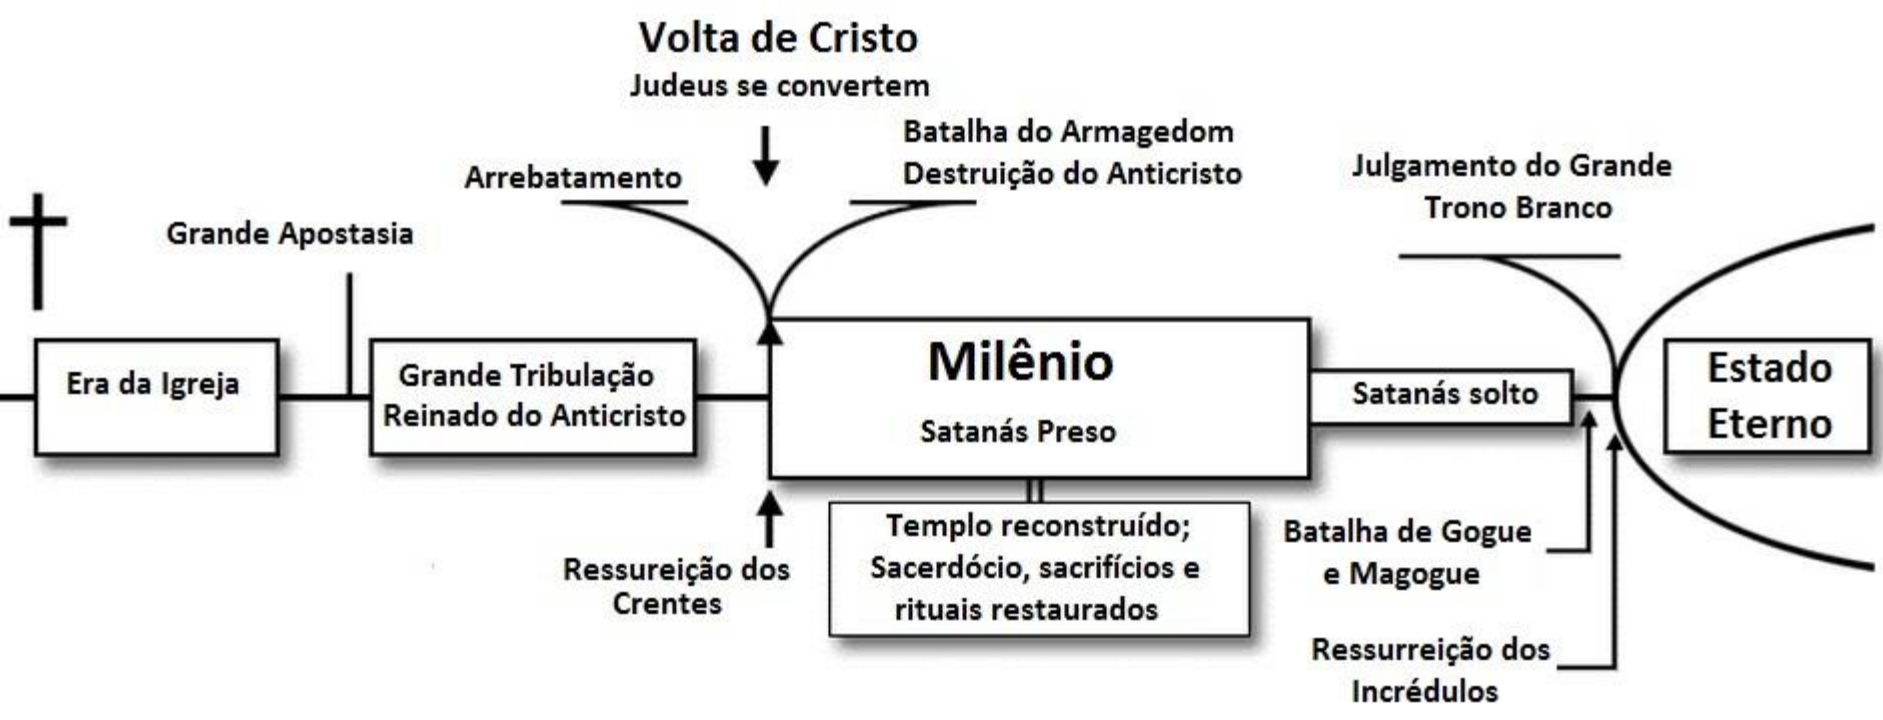 Volta de Cristo
Judeus se convertem
Batalha do Armagedom
Destruição do Anticristo
Arrebatamento
Julgamento do Grande
Trono Branco
Grande Apostasia
Era da Igreja
Grande Tribulação
Reinado do Anticristo
Milênio
Satanás Preso
Satanás solto
Estado
Eterno
Ressureição dos
Crentes
Templo reconstruído;
Sacerdócio, sacrifícios e
rituais restaurados
Batalha de Gogue
e Magogue
Ressurreição dos
Incrédulos